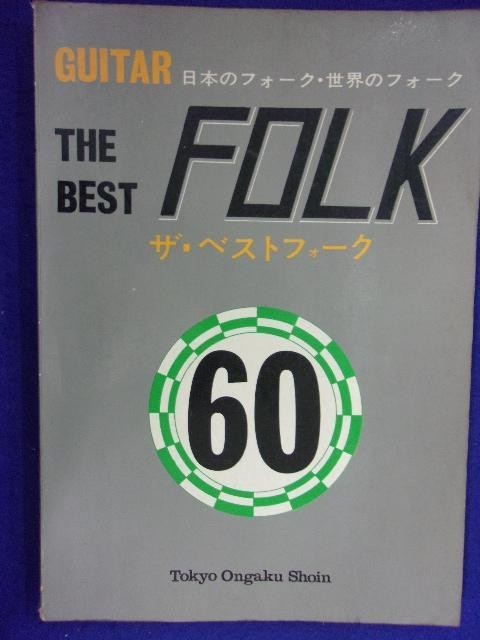 GUITAR 日本のフォーク・世界のフォーク
THE BEST FOLK
ザ・ベストフォーク
60
Tokyo Ongaku Shoin